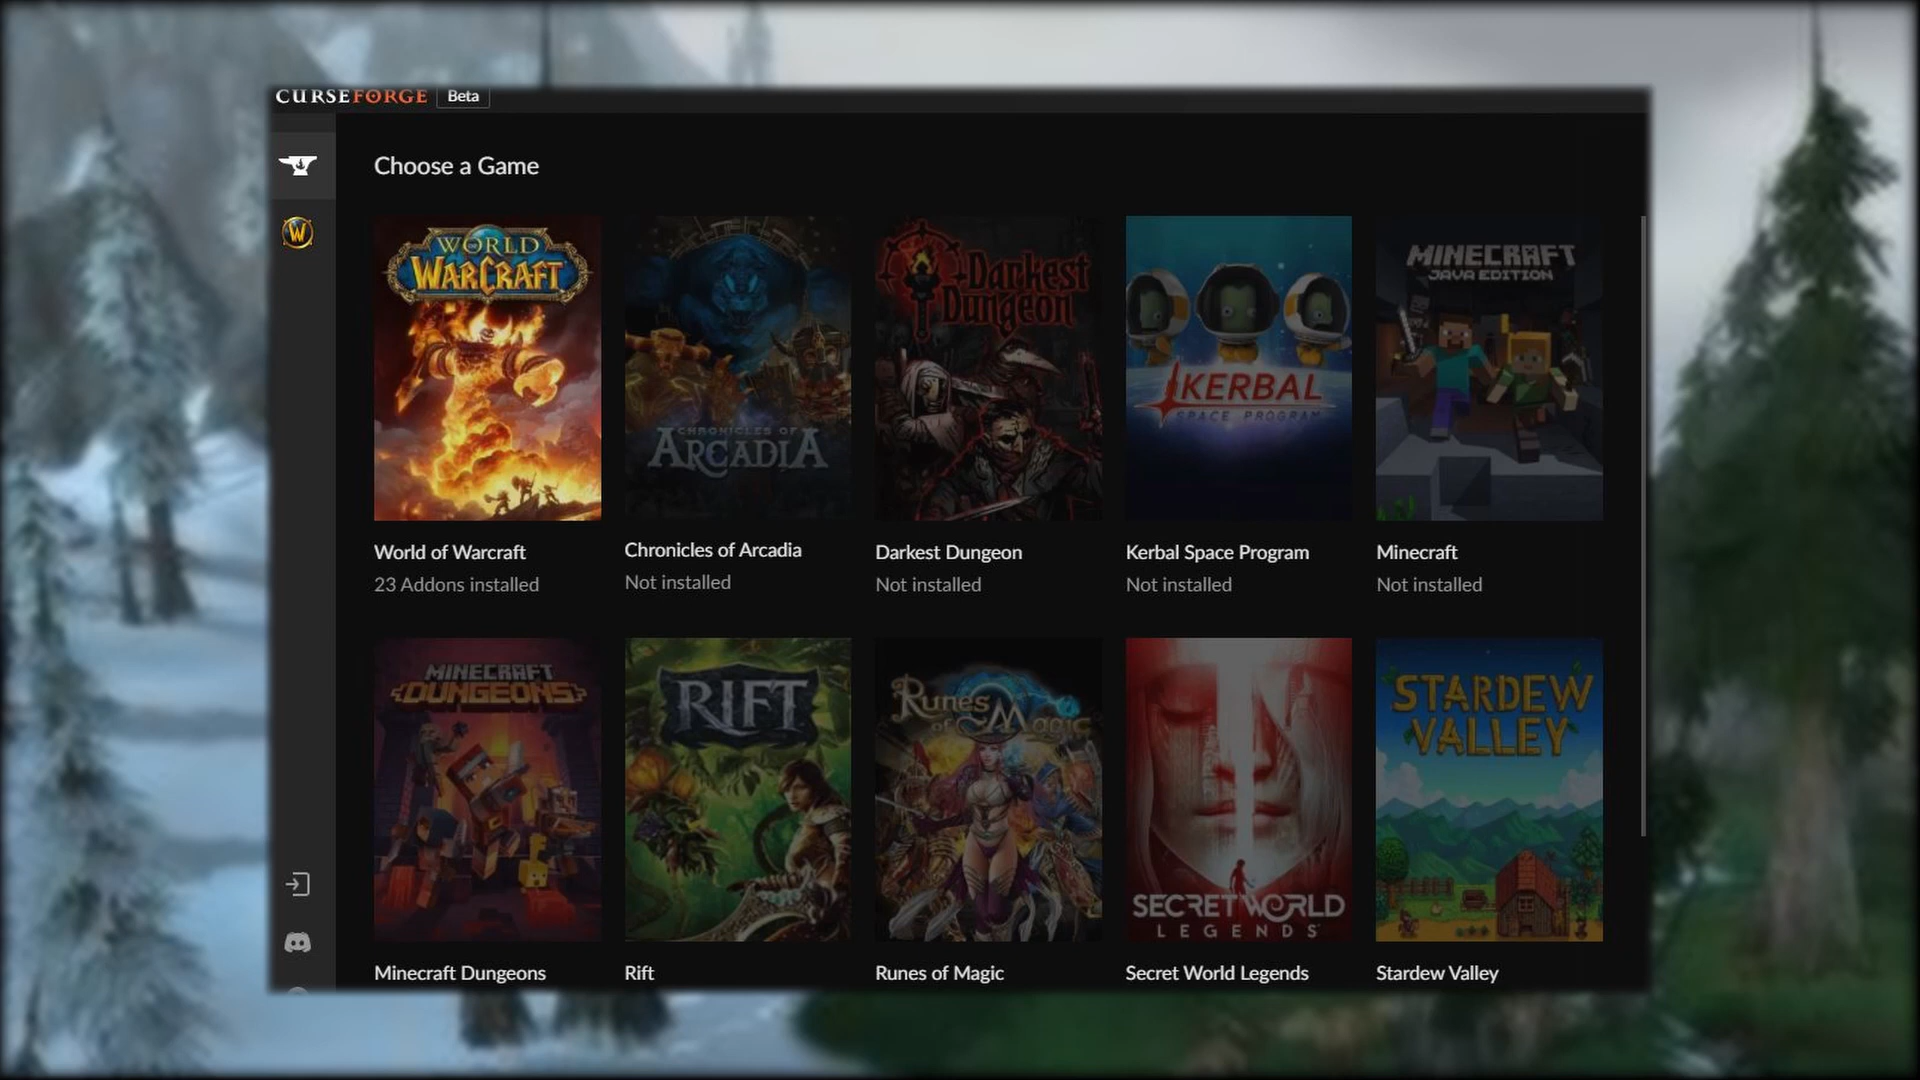 CURSEFORGE Beta
Choose a Game
WORLD
WARCRAFT
CHRONICLES OF
ARCADIA
Darkest
Dungeon
KERBAL
SPACE PROGRAM
MINECRAFT
JAVA EDITION
World of Warcraft
23 Addons installed
Chronicles of Arcadia
Not installed
Darkest Dungeon
Not installed
Kerbal Space Program
Not installed
Minecraft
Not installed
MINECRAFT
DUNGEONS
RIFT
Runes
of Magic
SECRET WORLD
LEGENDS
STARDEW
VALLEY
Minecraft Dungeons
Rift
Runes of Magic
Secret World Legends
Stardew Valley